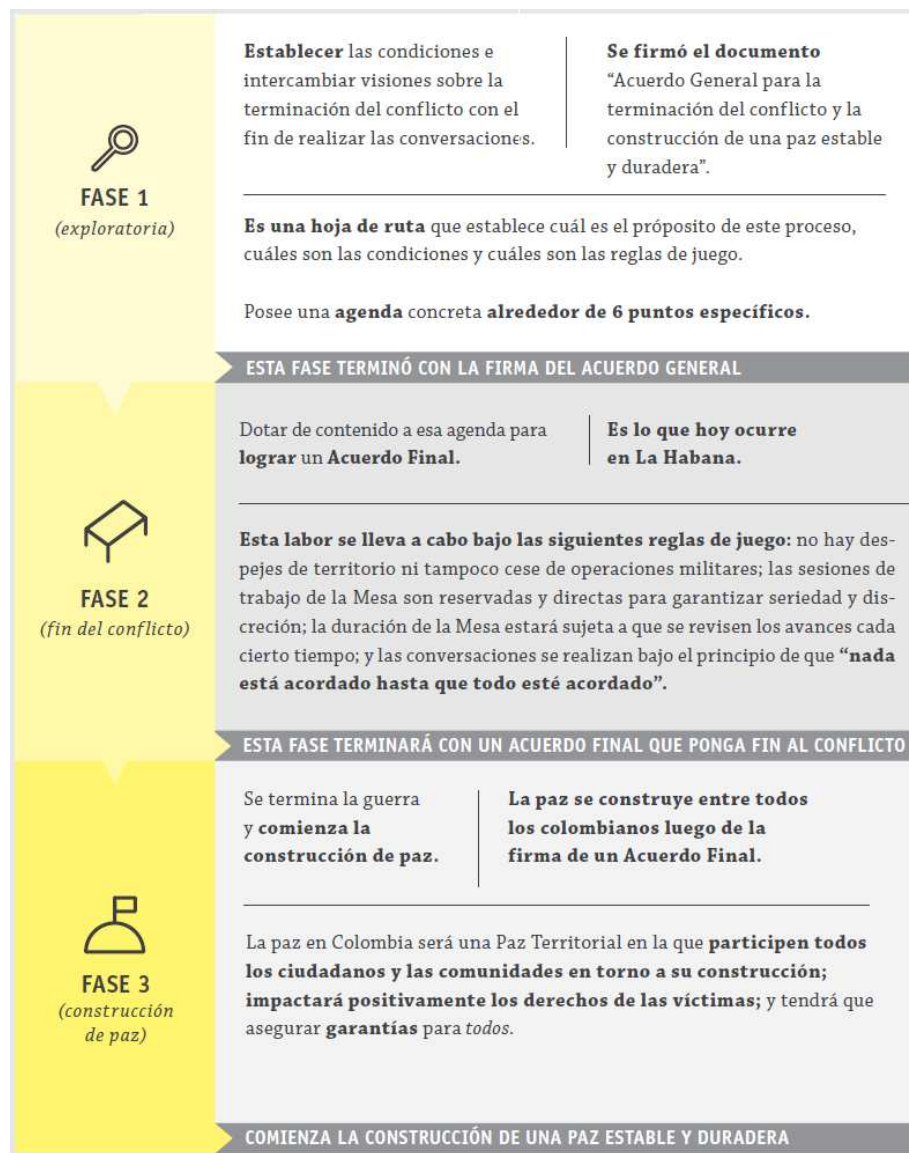 FASE 1
(exploratoria)
Establecer las condiciones e
intercambiar visiones sobre la
terminación del conflicto con el
fin de realizar las conversaciones.
Se firmó el documento
“Acuerdo General para la
terminación del conflicto y la
construcción de una paz estable
y duradera”.
Es una hoja de ruta que establece cuál es el próposito de este proceso,
cuáles son las condiciones y cuáles son las reglas de juego.
Posee una agenda concreta alrededor de 6 puntos específicos.
ESTA FASE TERMINÓ CON LA FIRMA DEL ACUERDO GENERAL
FASE 2
(fin del conflicto)
Dotar de contenido a esa agenda para
lograr un Acuerdo Final.
Es lo que hoy ocurre
en La Habana.
Esta labor se lleva a cabo bajo las siguientes reglas de juego: no hay des-
pejes de territorio ni tampoco cese de operaciones militares; las sesiones de
trabajo de la Mesa son reservadas y directas para garantizar seriedad y dis-
creción; la duración de la Mesa estará sujeta a que se revisen los avances cada
cierto tiempo; y las conversaciones se realizan bajo el principio de que “nada
está acordado hasta que todo esté acordado”.
ESTA FASE TERMINARÁ CON UN ACUERDO FINAL QUE PONGA FIN AL CONFLICTO
FASE 3
(construcción
de paz)
Se termina la guerra
y comienza la
construcción de paz.
La paz se construye entre todos
los colombianos luego de la
firma de un Acuerdo Final.
La paz en Colombia será una Paz Territorial en la que participen todos
los ciudadanos y las comunidades en torno a su construcción;
impactará positivamente los derechos de las víctimas; y tendrá que
asegurar garantías para todos.
COMIENZA LA CONSTRUCCIÓN DE UNA PAZ ESTABLE Y DURADERA